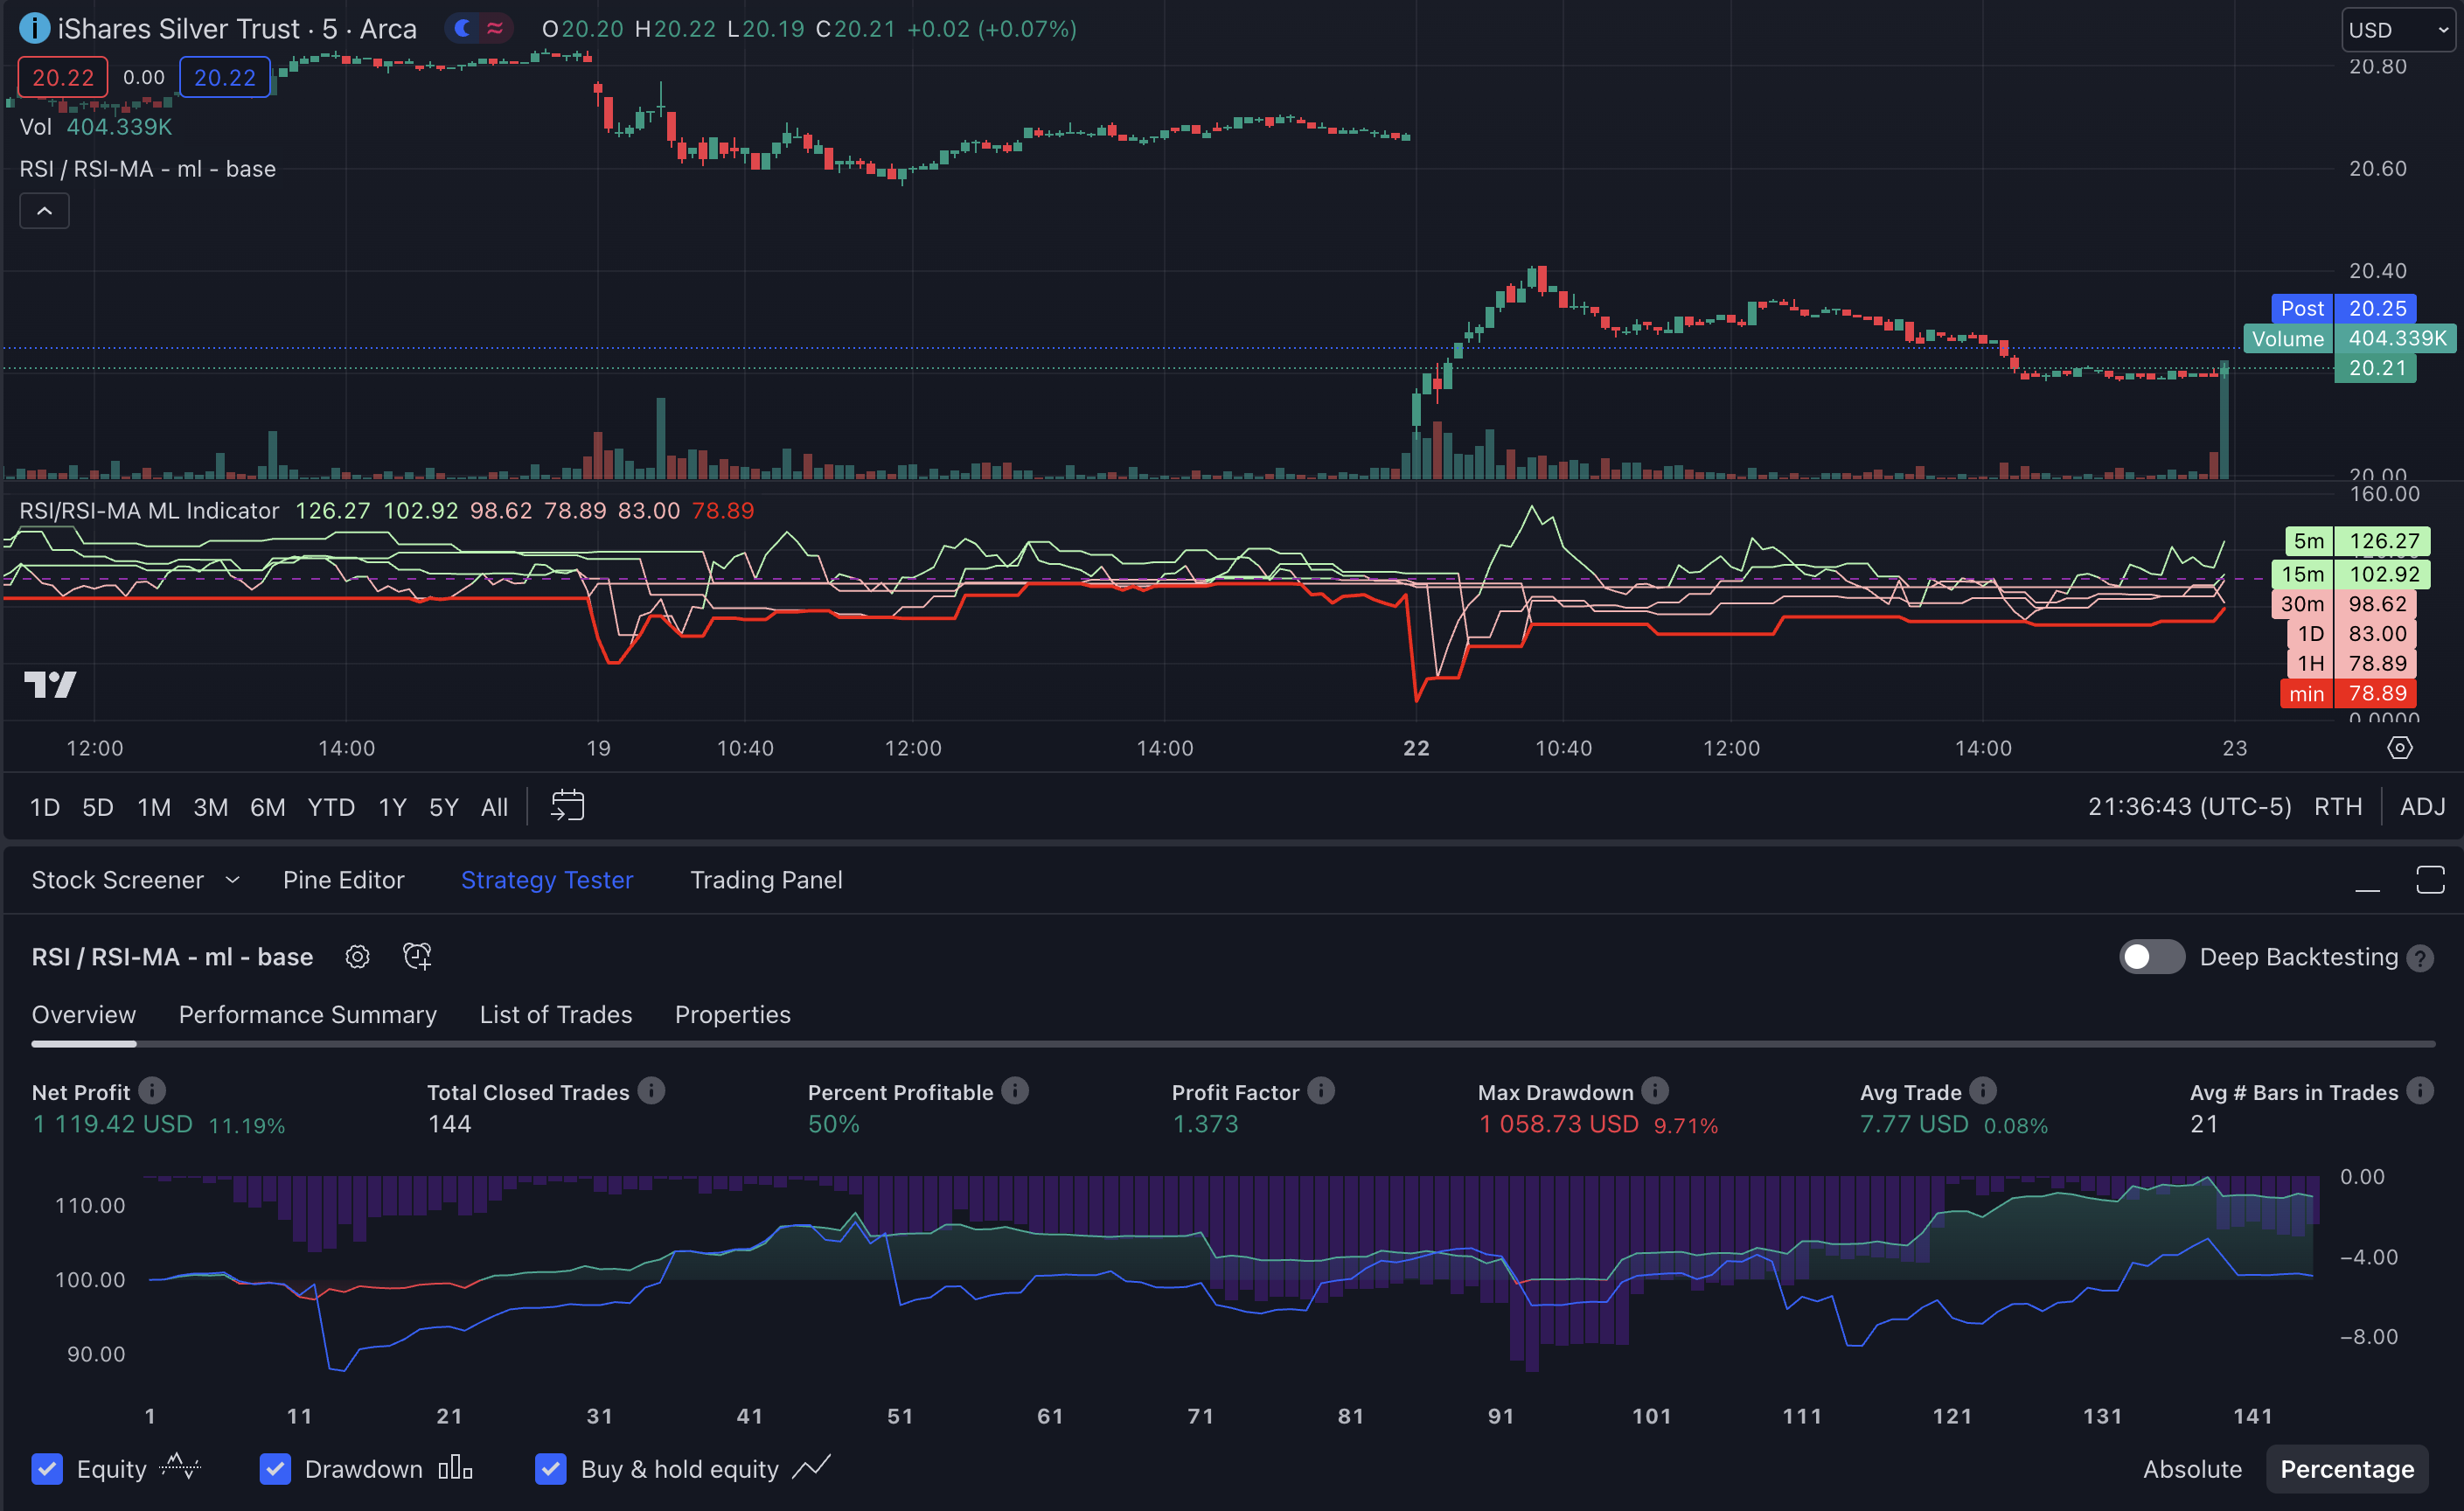 iShares Silver Trust · 5 · Arca O20.20 H20.22 L20.19 C20.21 +0.02 (+0.07%)
USD
20.22 0.00 20.22
Vol 404.339K
RSI / RSI-MA - ml - base
20.80
20.60
20.40
Post 20.25
Volume 404.339K
20.21
20.00
160.00
RSI/RSI-MA ML Indicator 126.27 102.92 98.62 78.89 83.00 78.89
5m 126.27
15m 102.92
30m 98.62
1D 83.00
1H 78.89
min 78.89
0.0000
12:00 14:00 19 10:40 12:00 14:00 22 10:40 12:00 14:00 23
1D 5D 1M 3M 6M YTD 1Y 5Y All
21:36:43 (UTC-5) RTH ADJ
Stock Screener Pine Editor Strategy Tester Trading Panel
RSI / RSI-MA - ml - base
Deep Backtesting ?
Overview Performance Summary List of Trades Properties
Net Profit Total Closed Trades Percent Profitable Profit Factor Max Drawdown Avg Trade Avg # Bars in Trades
1 119.42 USD 11.19% 144 50% 1.373 1 058.73 USD 9.71% 7.77 USD 0.08% 21
110.00
100.00
90.00
0.00
−4.00
−8.00
1 11 21 31 41 51 61 71 81 91 101 111 121 131 141
Equity Drawdown Buy & hold equity
Absolute Percentage